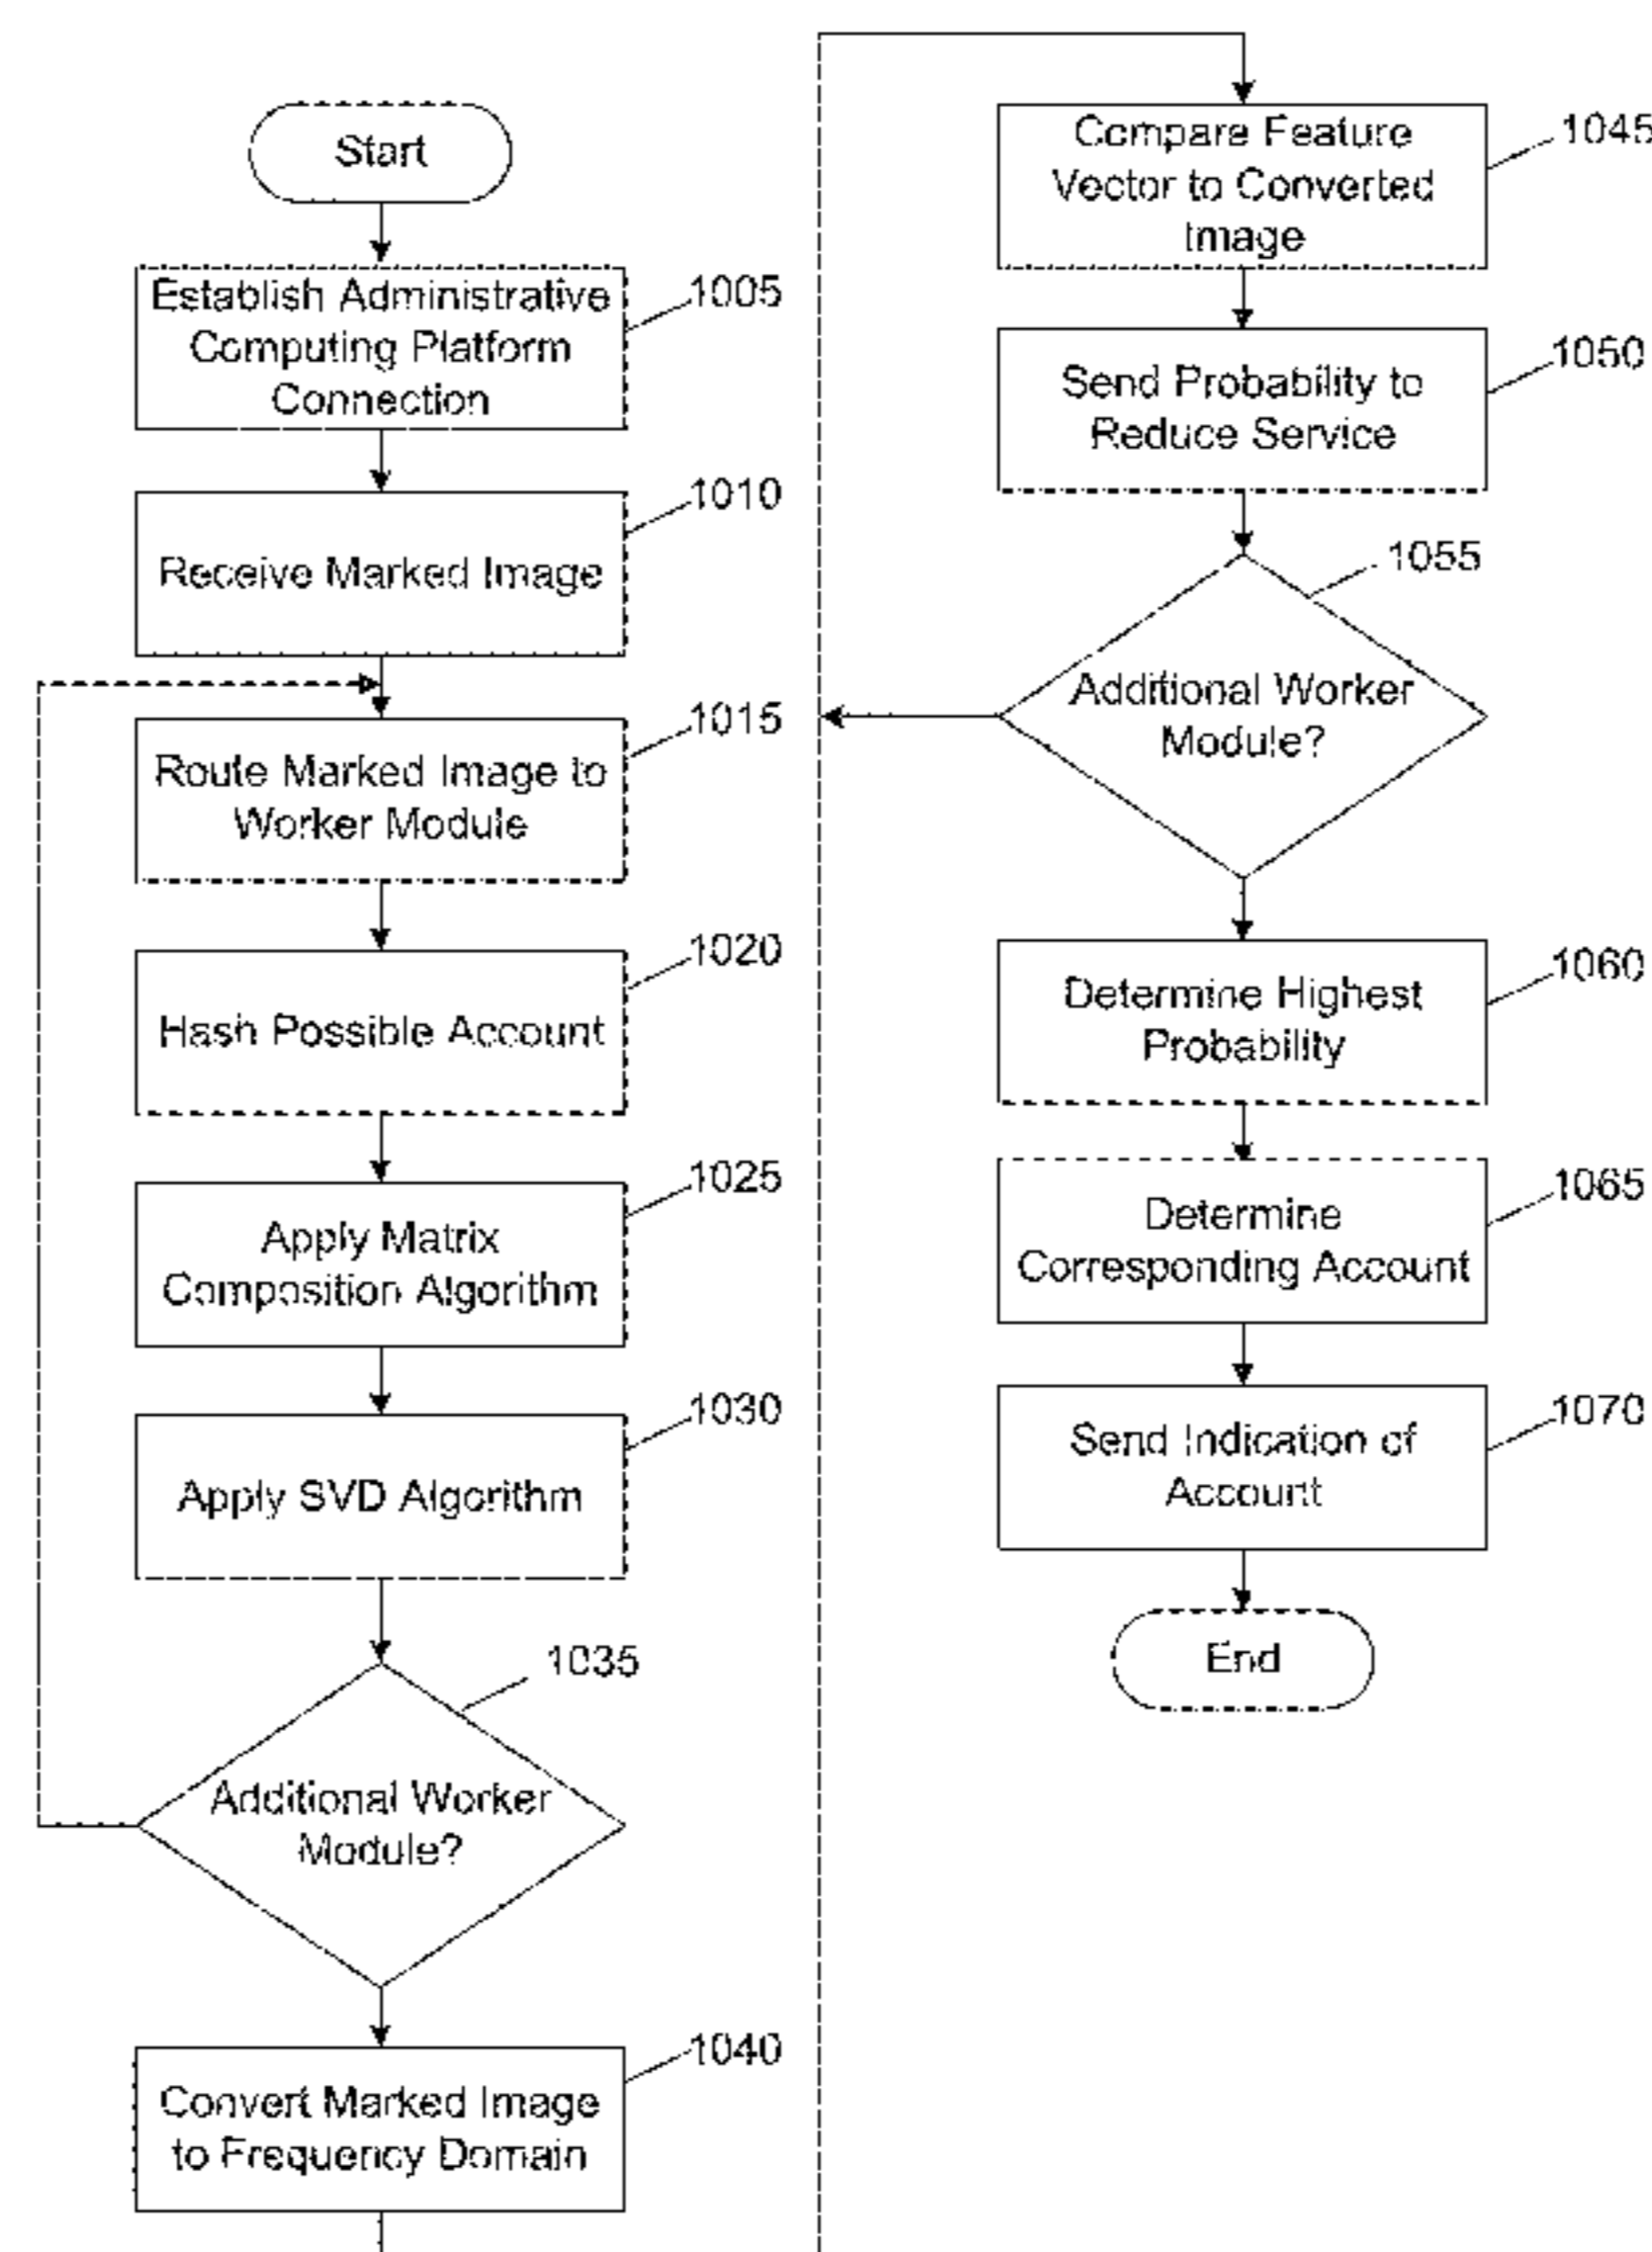 Start
Establish Administrative
Computing Platform
Connection
1005
Receive Marked Image
1010
Route Marked Image to
Worker Module
1015
Hash Possible Account
1020
Apply Matrix
Composition Algorithm
1025
Apply SVD Algorithm
1030
Additional Worker
Module?
1035
Convert Marked Image
to Frequency Domain
1040
Compare Feature
Vector to Converted
Image
1045
Send Probability to
Reduce Service
1050
Additional Worker
Module?
1055
Determine Highest
Probability
1060
Determine
Corresponding Account
1065
Send Indication of
Account
1070
End